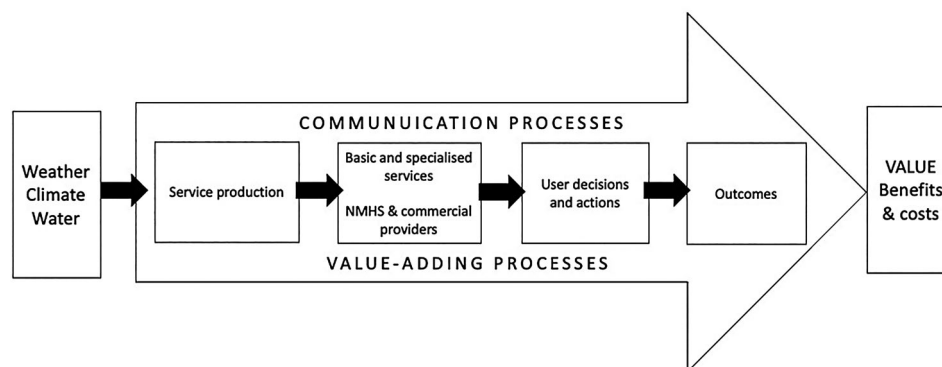 Weather
Climate
Water
COMMUNUICATION PROCESSES
Service production
Basic and specialised
services
NMHS & commercial
providers
User decisions
and actions
Outcomes
VALUE-ADDING PROCESSES
VALUE
Benefits
& costs